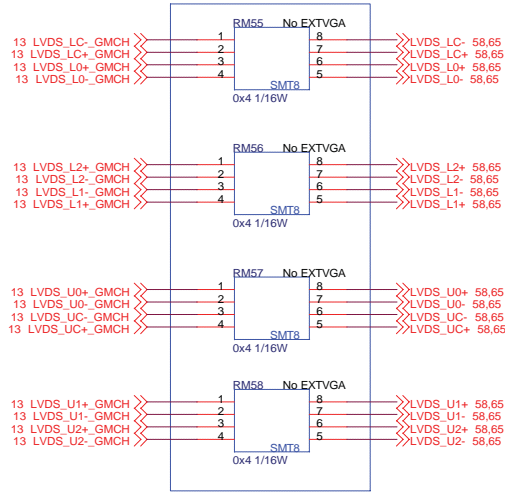 RM55 No EXTVGA
13 LVDS_LC-_GMCH 1 8 LVDS_LC- 58,65
13 LVDS_LC+_GMCH 2 7 LVDS_LC+ 58,65
13 LVDS_L0+_GMCH 3 6 LVDS_L0+ 58,65
13 LVDS_L0-_GMCH 4 5 LVDS_L0- 58,65
SMT8
0x4 1/16W
RM56 No EXTVGA
13 LVDS_L2+_GMCH 1 8 LVDS_L2+ 58,65
13 LVDS_L2-_GMCH 2 7 LVDS_L2- 58,65
13 LVDS_L1-_GMCH 3 6 LVDS_L1- 58,65
13 LVDS_L1+_GMCH 4 5 LVDS_L1+ 58,65
SMT8
0x4 1/16W
RM57 No EXTVGA
13 LVDS_U0+_GMCH 1 8 LVDS_U0+ 58,65
13 LVDS_U0-_GMCH 2 7 LVDS_U0- 58,65
13 LVDS_UC-_GMCH 3 6 LVDS_UC- 58,65
13 LVDS_UC+_GMCH 4 5 LVDS_UC+ 58,65
SMT8
0x4 1/16W
RM58 No EXTVGA
13 LVDS_U1+_GMCH 1 8 LVDS_U1+ 58,65
13 LVDS_U1-_GMCH 2 7 LVDS_U1- 58,65
13 LVDS_U2+_GMCH 3 6 LVDS_U2+ 58,65
13 LVDS_U2-_GMCH 4 5 LVDS_U2- 58,65
SMT8
0x4 1/16W